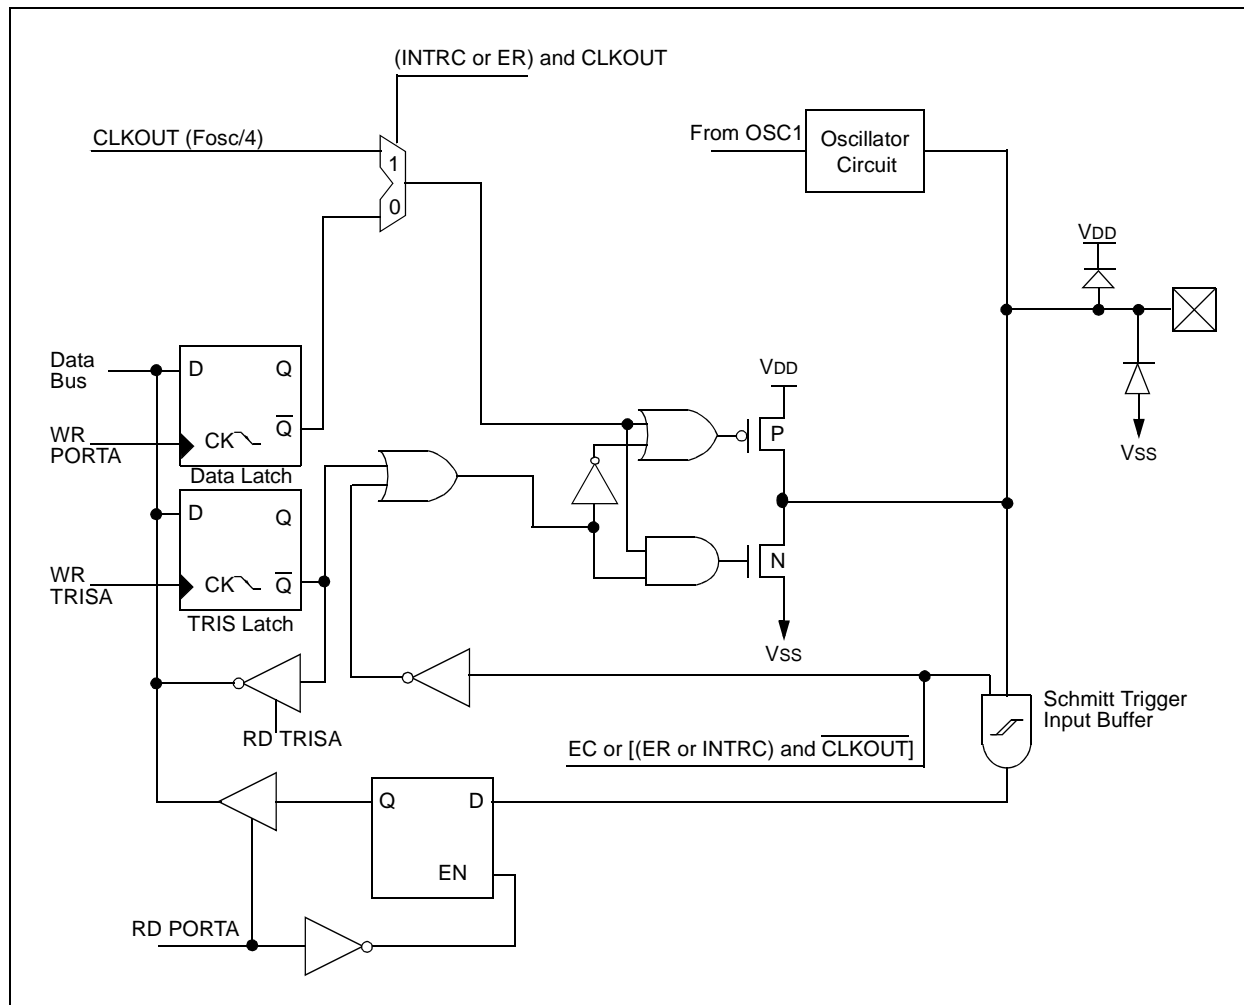 (INTRC or ER) and CLKOUT
CLKOUT (Fosc/4)
1
0
From OSC1
Oscillator
Circuit
VDD
VSS
Data
Bus
D
Q
Q̅
WR
PORTA
CK
Data Latch
VDD
P
N
VSS
D
Q
Q̅
WR
TRISA
CK
TRIS Latch
RD TRISA
Schmitt Trigger
Input Buffer
EC or [(ER or INTRC) and C̅L̅K̅O̅U̅T̅]
Q
D
EN
RD PORTA